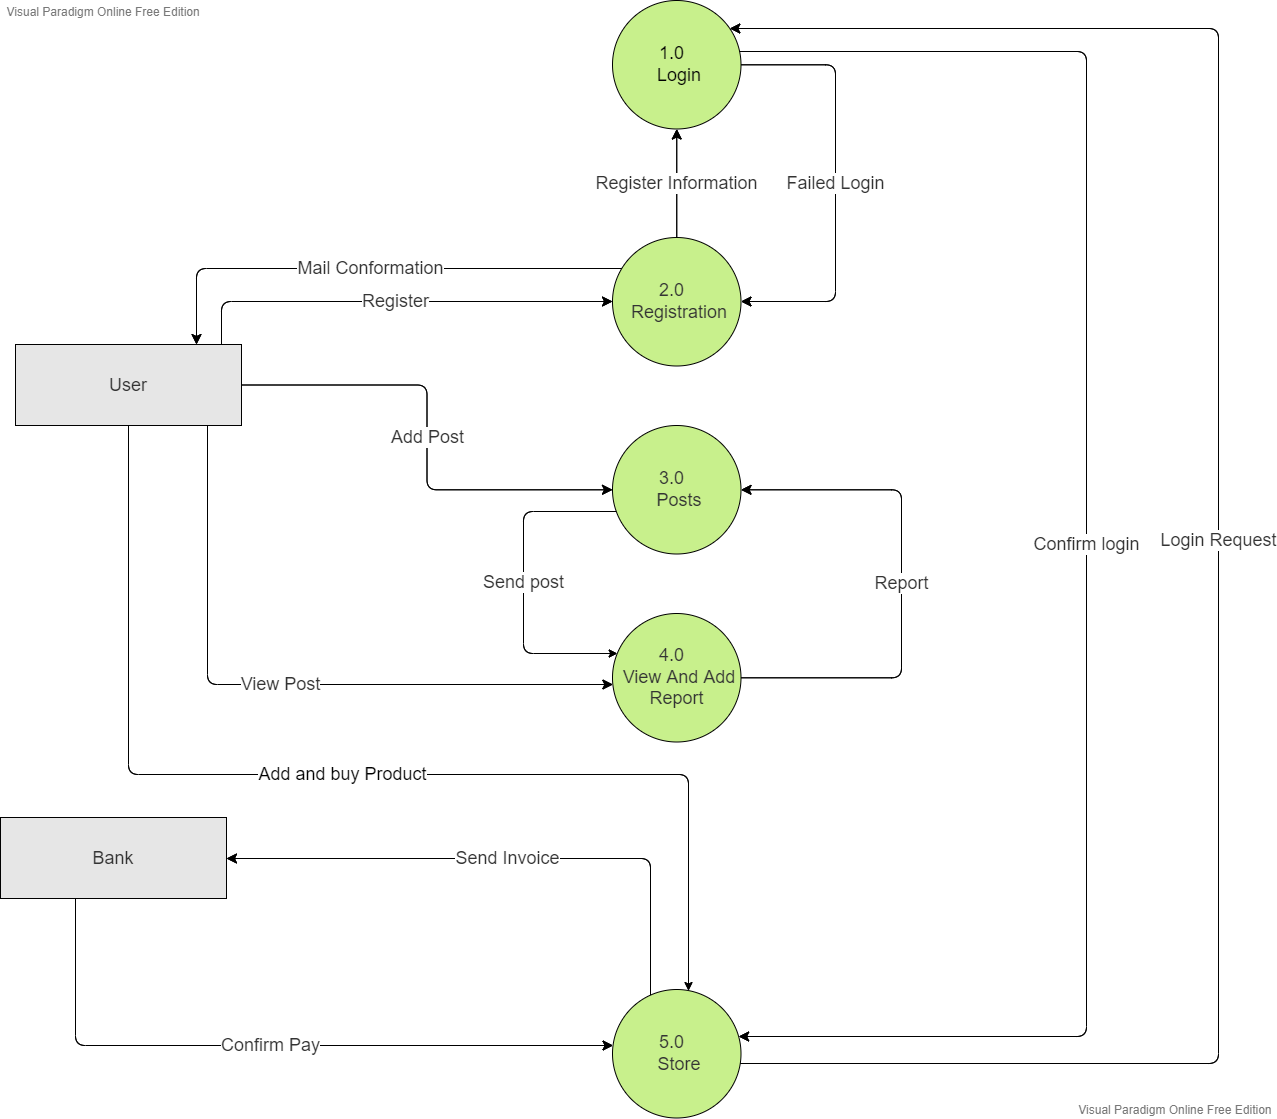 Visual Paradigm Online Free Edition
1.0
Login
Register Information
Failed Login
Mail Conformation
2.0
Registration
Register
User
Add Post
3.0
Posts
Confirm login
Login Request
Send post
Report
4.0
View And Add
Report
View Post
Add and buy Product
Bank
Send Invoice
5.0
Store
Confirm Pay
Visual Paradigm Online Free Edition